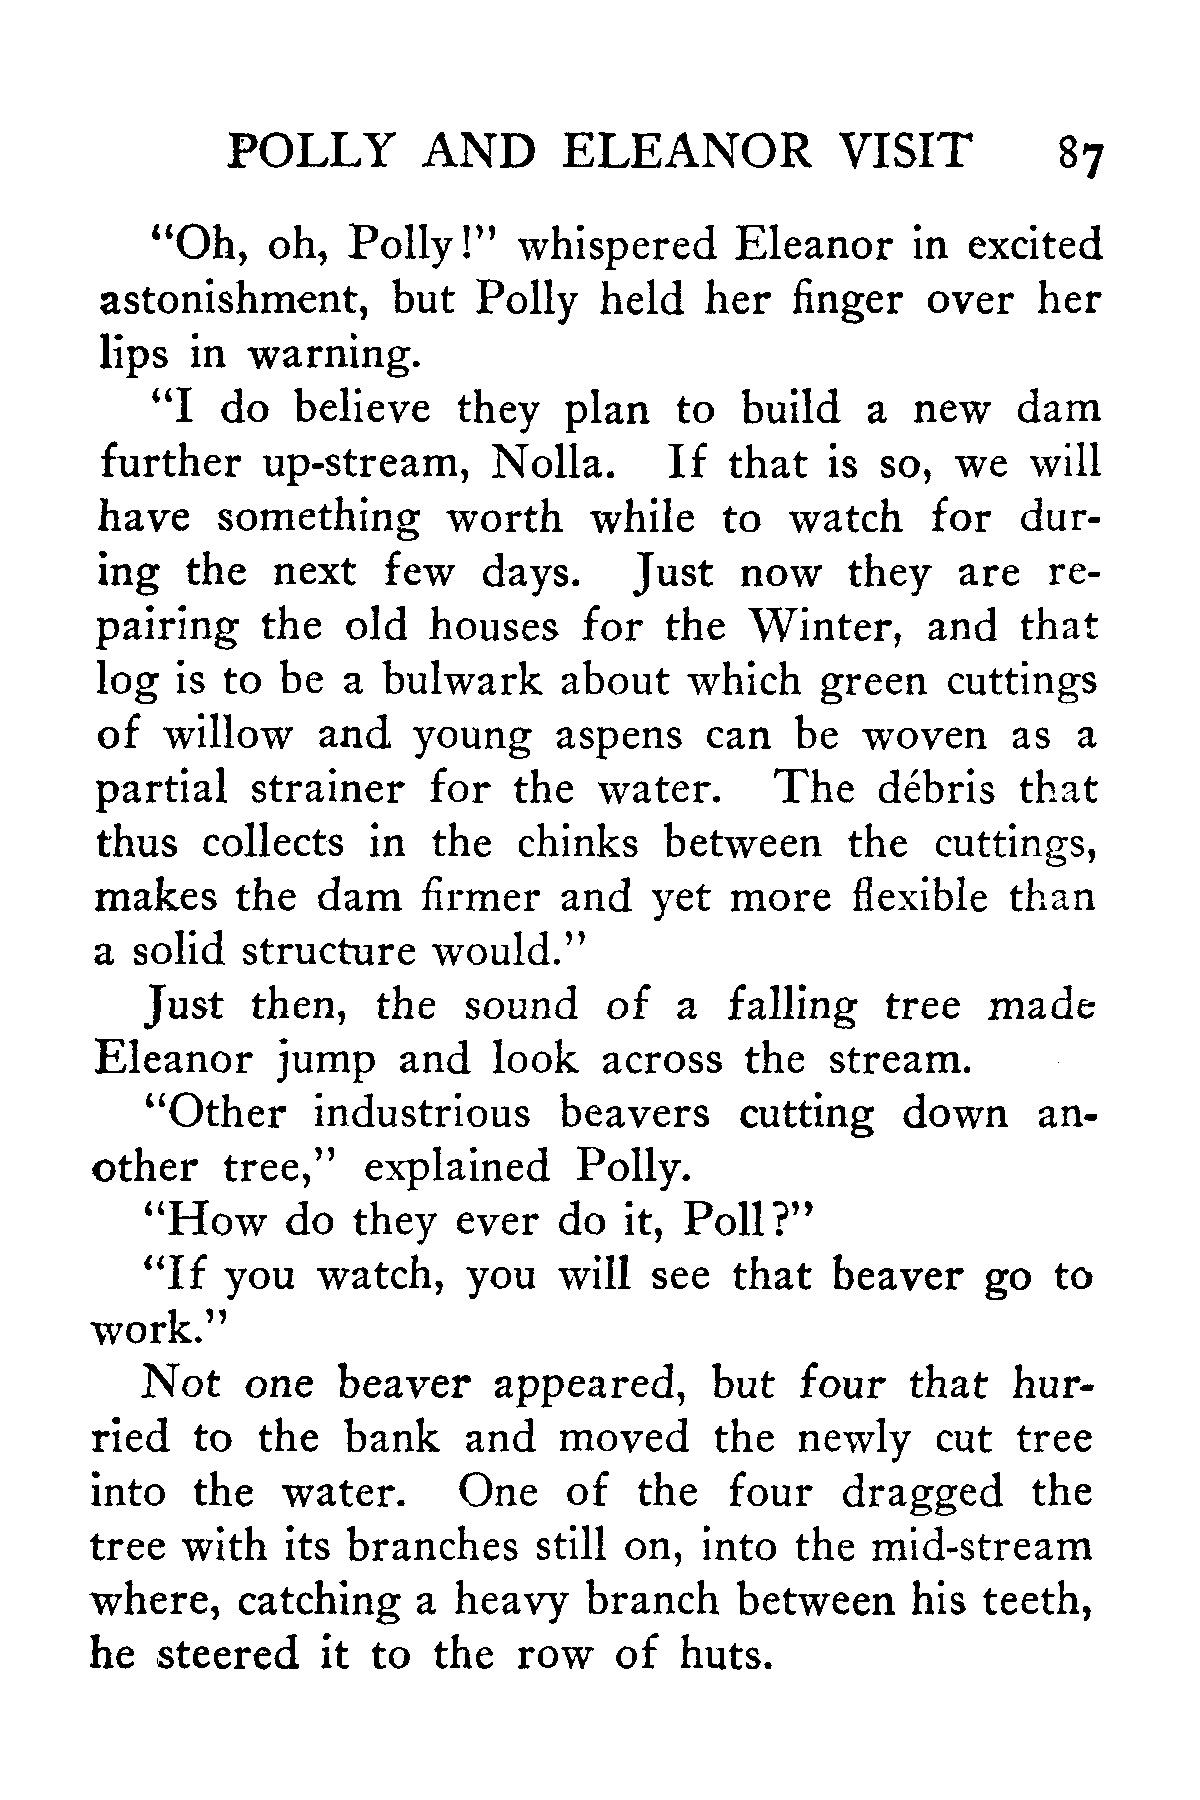 POLLY AND ELEANOR VISIT 87
"Oh, oh, Polly!" whispered Eleanor in excited
astonishment, but Polly held her finger over her
lips in warning.
"I do believe they plan to build a new dam
further up-stream, Nolla. If that is so, we will
have something worth while to watch for dur-
ing the next few days. Just now they are re-
pairing the old houses for the Winter, and that
log is to be a bulwark about which green cuttings
of willow and young aspens can be woven as a
partial strainer for the water. The débris that
thus collects in the chinks between the cuttings,
makes the dam firmer and yet more flexible than
a solid structure would."
Just then, the sound of a falling tree made
Eleanor jump and look across the stream.
"Other industrious beavers cutting down an-
other tree," explained Polly.
"How do they ever do it, Poll?"
"If you watch, you will see that beaver go to
work."
Not one beaver appeared, but four that hur-
ried to the bank and moved the newly cut tree
into the water. One of the four dragged the
tree with its branches still on, into the mid-stream
where, catching a heavy branch between his teeth,
he steered it to the row of huts.